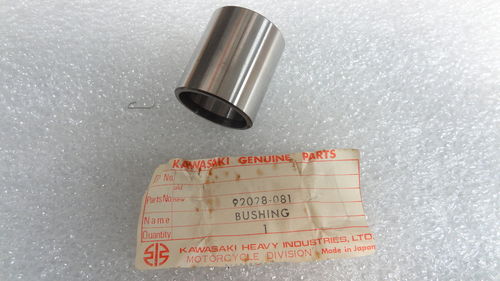 KAWASAKI GENUINE PARTS
P No.
Parts No. 92028-081
Name BUSHING
Quantity 1
KAWASAKI HEAVY INDUSTRIES, LTD.
MOTORCYCLE DIVISION Made in Japan